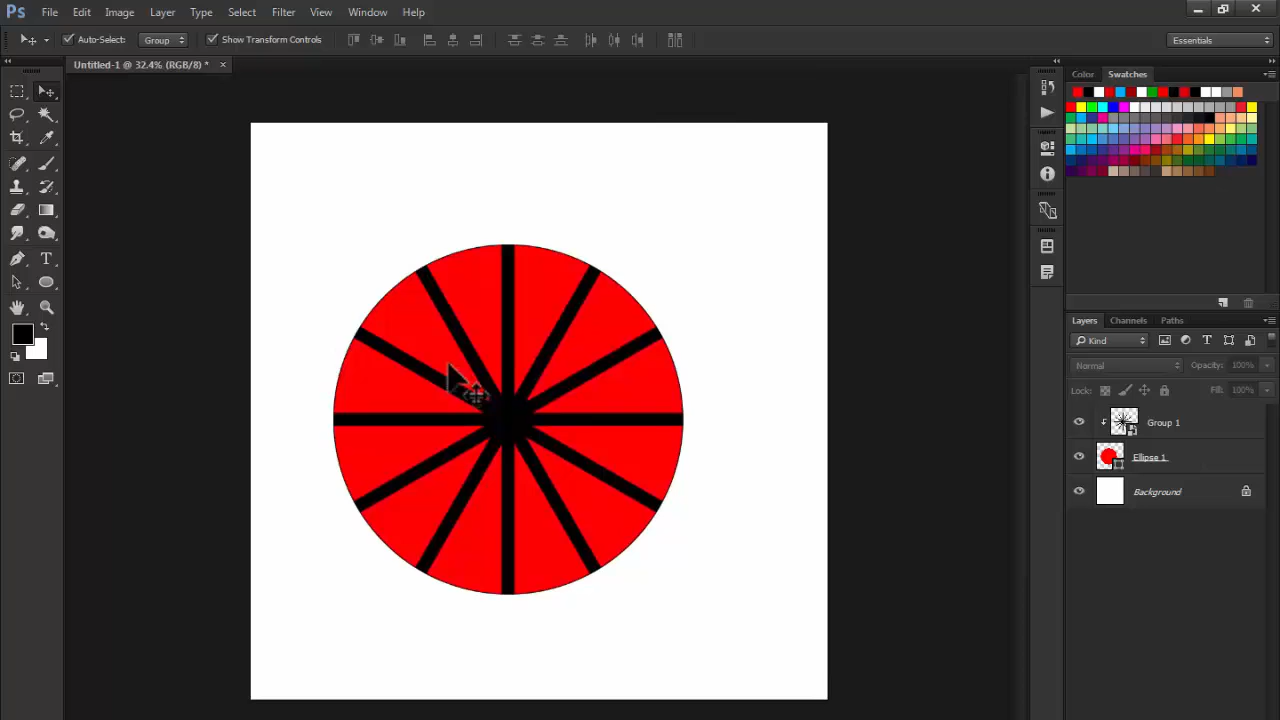 Ps File Edit Image Layer Type Select Filter View Window Help
Auto-Select: Group Show Transform Controls Essentials
Untitled-1 @ 32.4% (RGB/8) * ×
Color Swatches
Layers Channels Paths
Kind
Normal Opacity: 100%
Lock: Fill: 100%
Group 1
Ellipse 1
Background